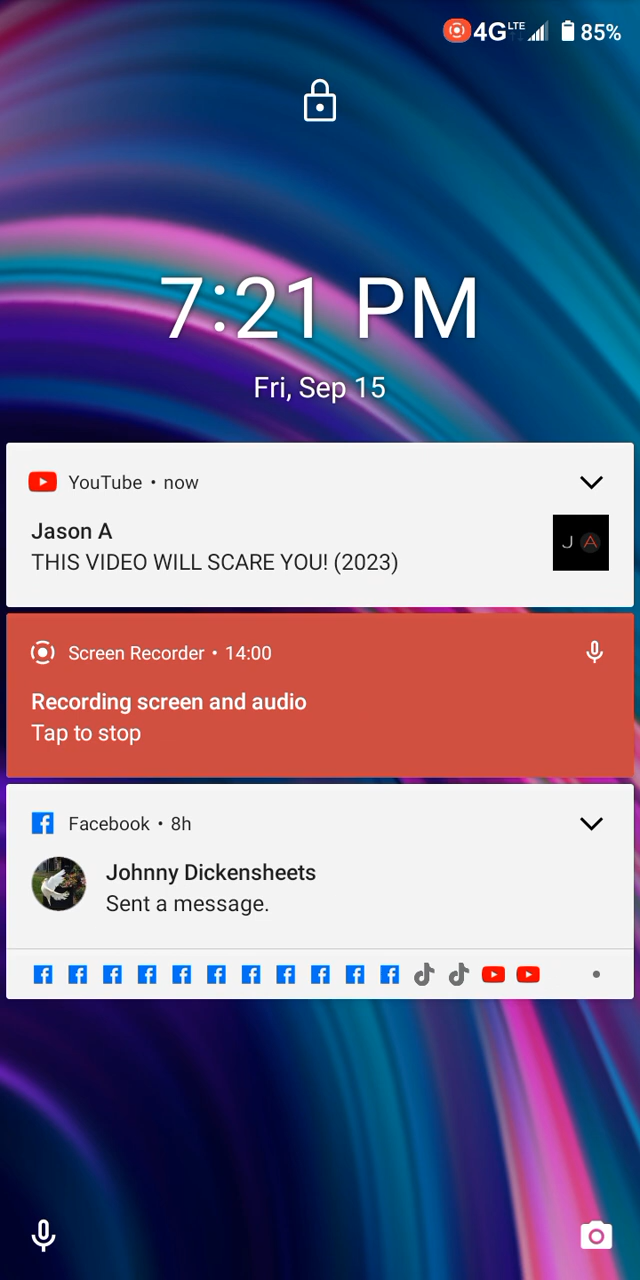 4G LTE 85%
7:21 PM
Fri, Sep 15
YouTube • now
Jason A
THIS VIDEO WILL SCARE YOU! (2023)
J A
Screen Recorder • 14:00
Recording screen and audio
Tap to stop
Facebook • 8h
Johnny Dickensheets
Sent a message.